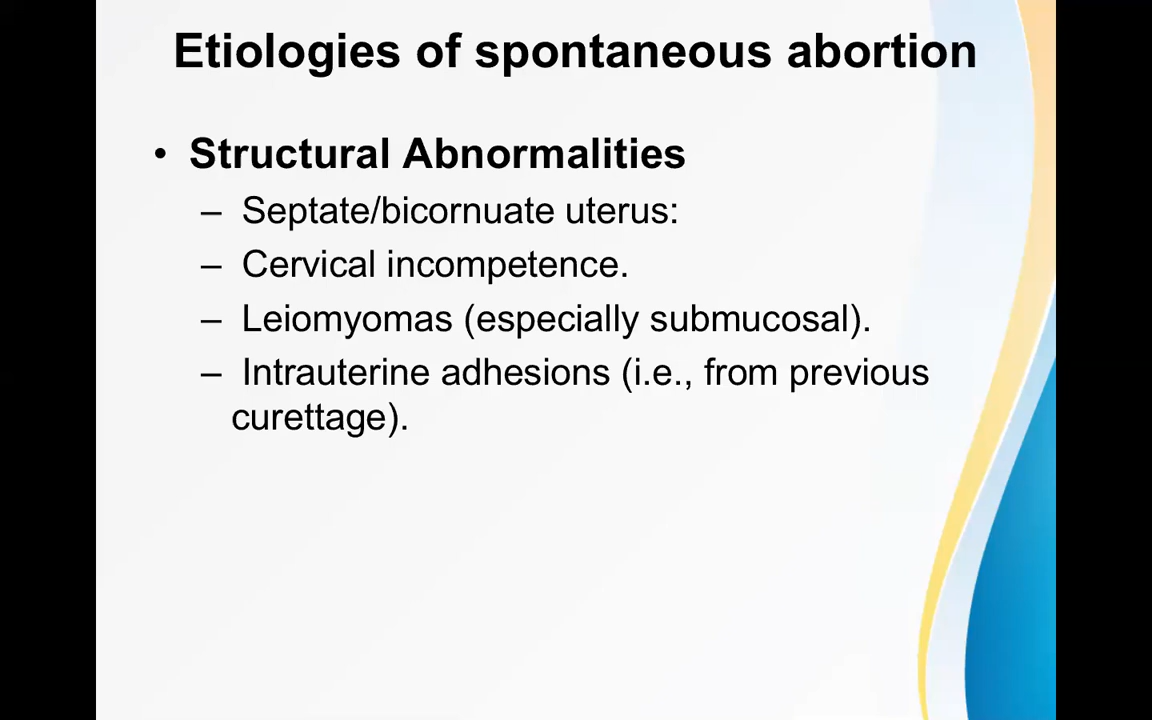 Etiologies of spontaneous abortion
• Structural Abnormalities
– Septate/bicornuate uterus:
– Cervical incompetence.
– Leiomyomas (especially submucosal).
– Intrauterine adhesions (i.e., from previous
curettage).